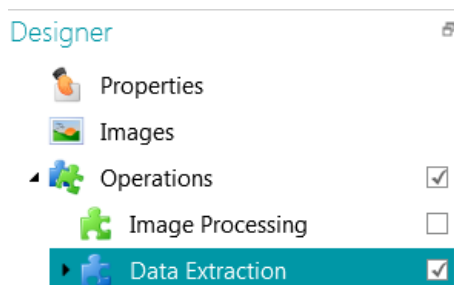 Designer
Properties
Images
Operations
Image Processing
Data Extraction